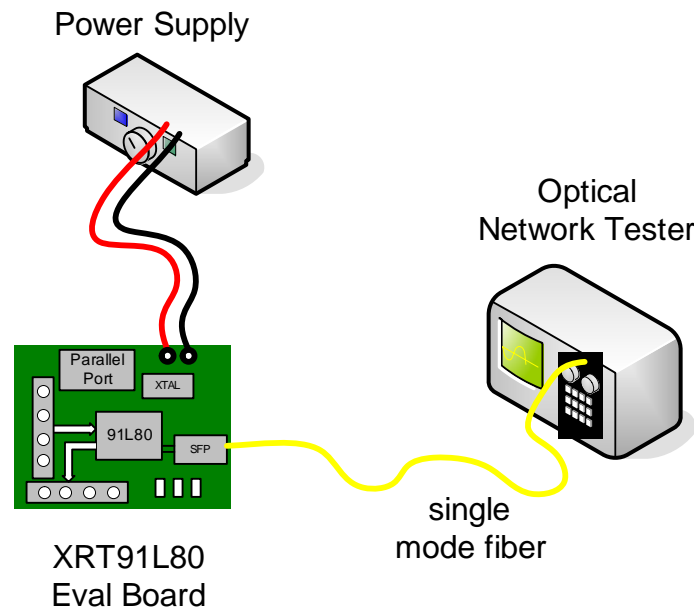 Power Supply
Optical
Network Tester
Parallel
Port
XTAL
91L80
SFP
single
mode fiber
XRT91L80
Eval Board